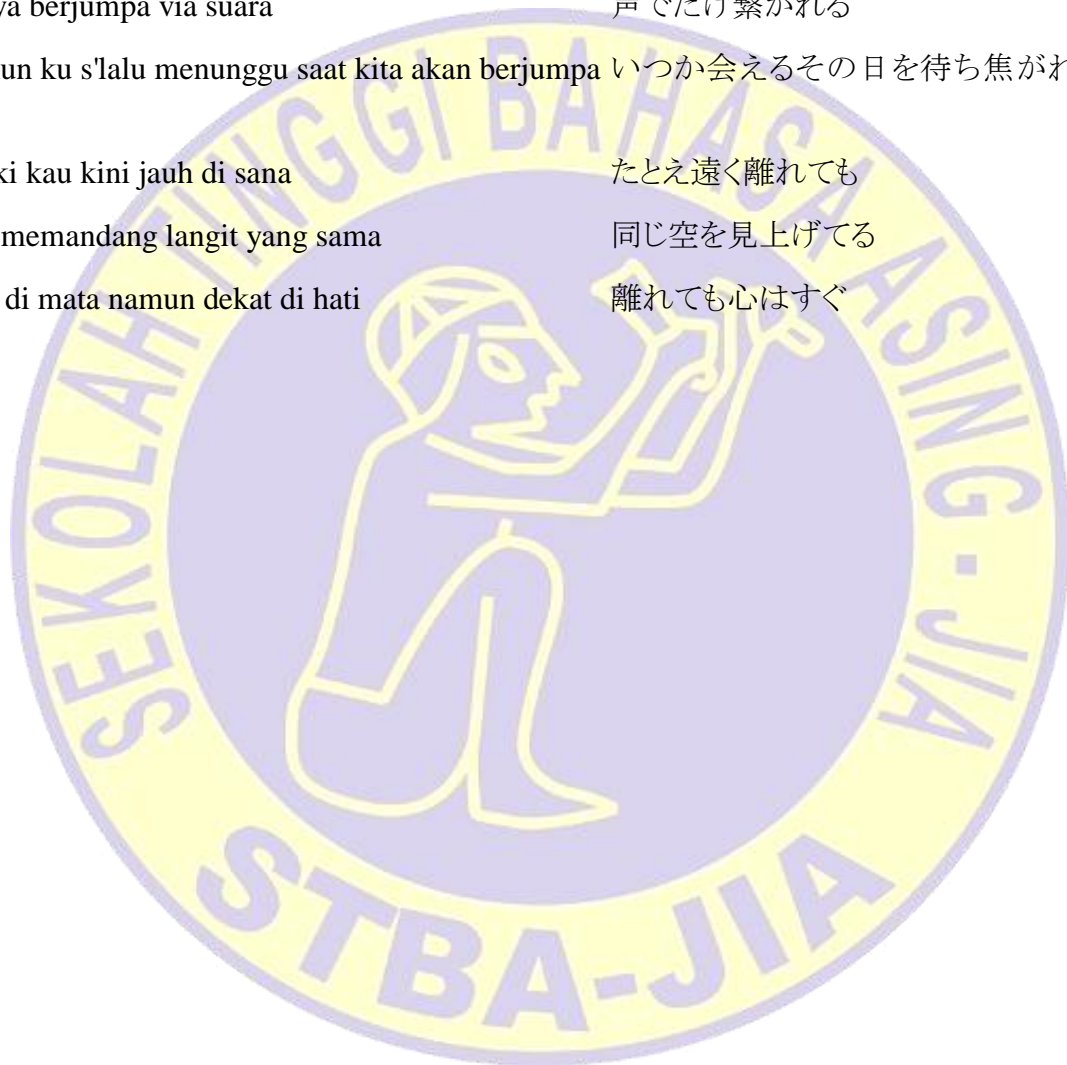 berjumpa via suara 声でだけ繋がれる
ku s'lalu menunggu saat kita akan berjumpa いつか会えるその日を待ち焦がれ
kau kini jauh di sana たとえ遠く離れても
memandang langit yang sama 同じ空を見上げてる
di mata namun dekat di hati 離れても心はすぐ
SEKOLAH TINGGI BAHASA ASING - JIA
STBA-JIA